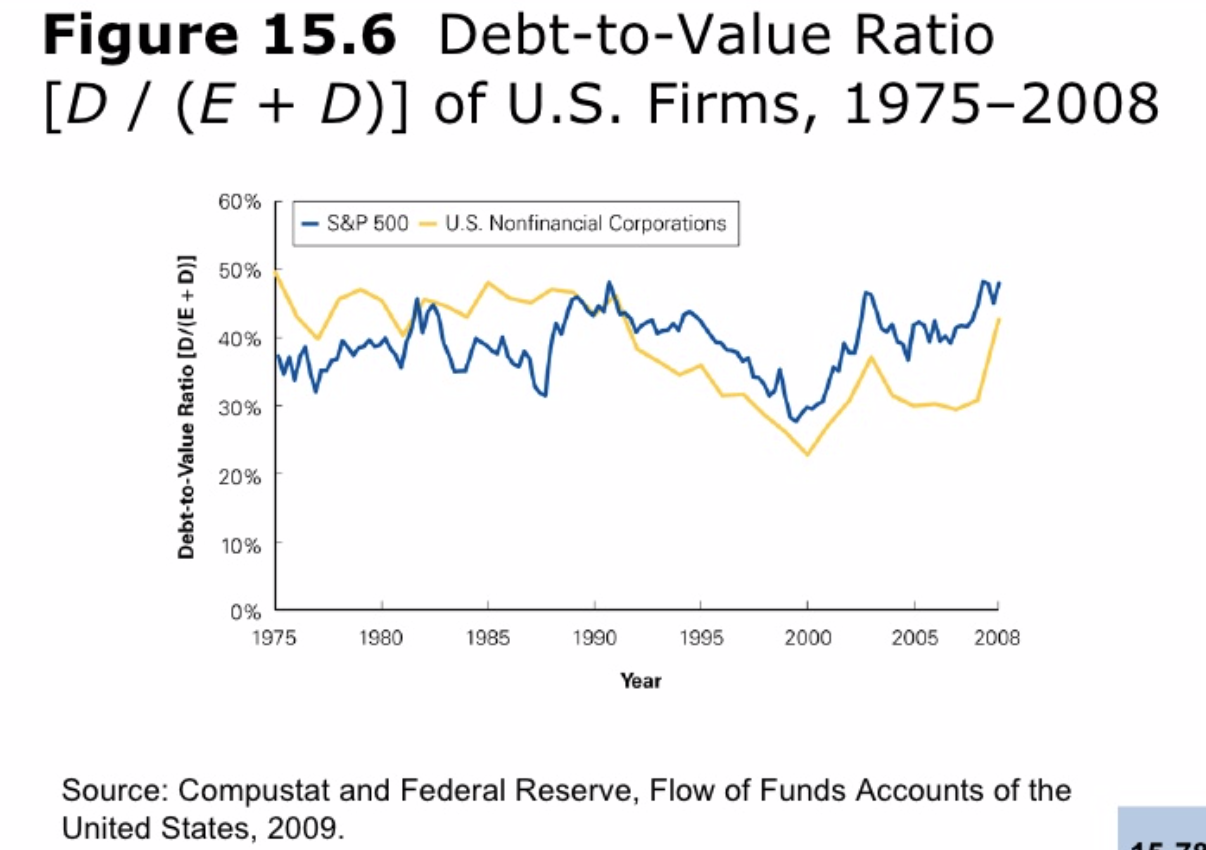 Figure 15.6 Debt-to-Value Ratio
[D / (E + D)] of U.S. Firms, 1975–2008
60%
S&P 500 U.S. Nonfinancial Corporations
50%
40%
30%
20%
10%
0%
Debt-to-Value Ratio [D/(E + D)]
1975 1980 1985 1990 1995 2000 2005 2008
Year
Source: Compustat and Federal Reserve, Flow of Funds Accounts of the
United States, 2009.